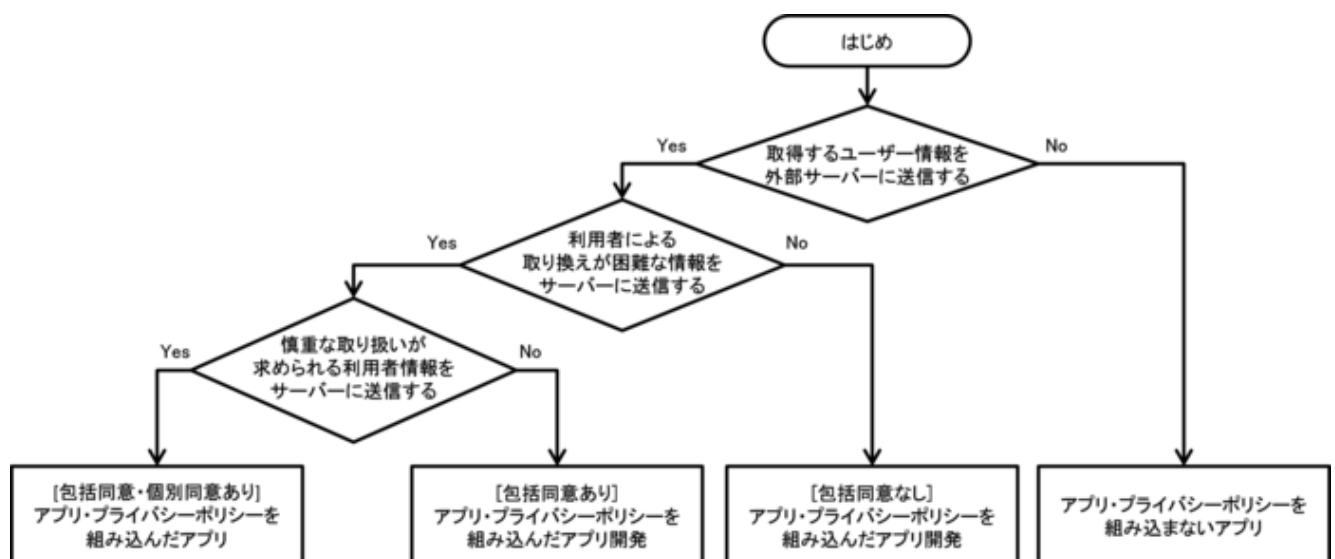 はじめ
Yes
取得するユーザー情報を
外部サーバーに送信する
No
Yes
利用者による
取り換えが困難な情報を
サーバーに送信する
No
Yes
慎重な取り扱いが
求められる利用者情報を
サーバーに送信する
No
[包括同意・個別同意あり]
アプリ・プライバシーポリシーを
組み込んだアプリ
[包括同意あり]
アプリ・プライバシーポリシーを
組み込んだアプリ開発
[包括同意なし]
アプリ・プライバシーポリシーを
組み込んだアプリ開発
アプリ・プライバシーポリシーを
組み込まないアプリ